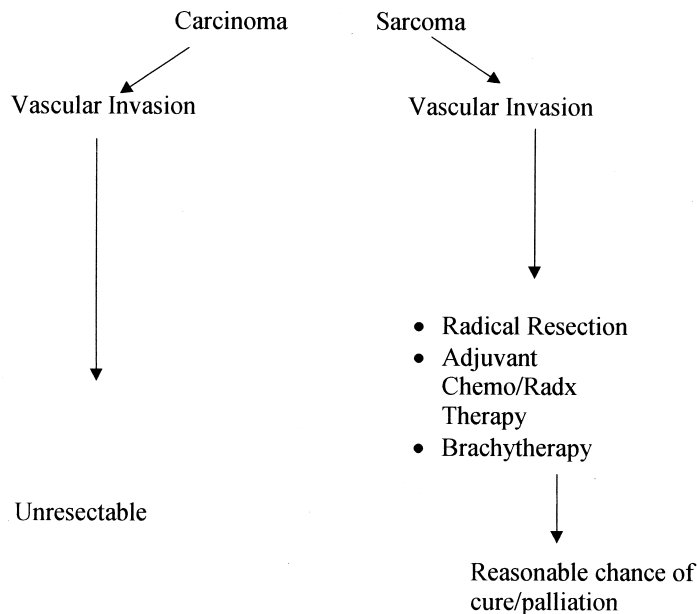 Carcinoma
Sarcoma
Vascular Invasion
Vascular Invasion
• Radical Resection
• Adjuvant
Chemo/Radx
Therapy
• Brachytherapy
Unresectable
Reasonable chance of
cure/palliation